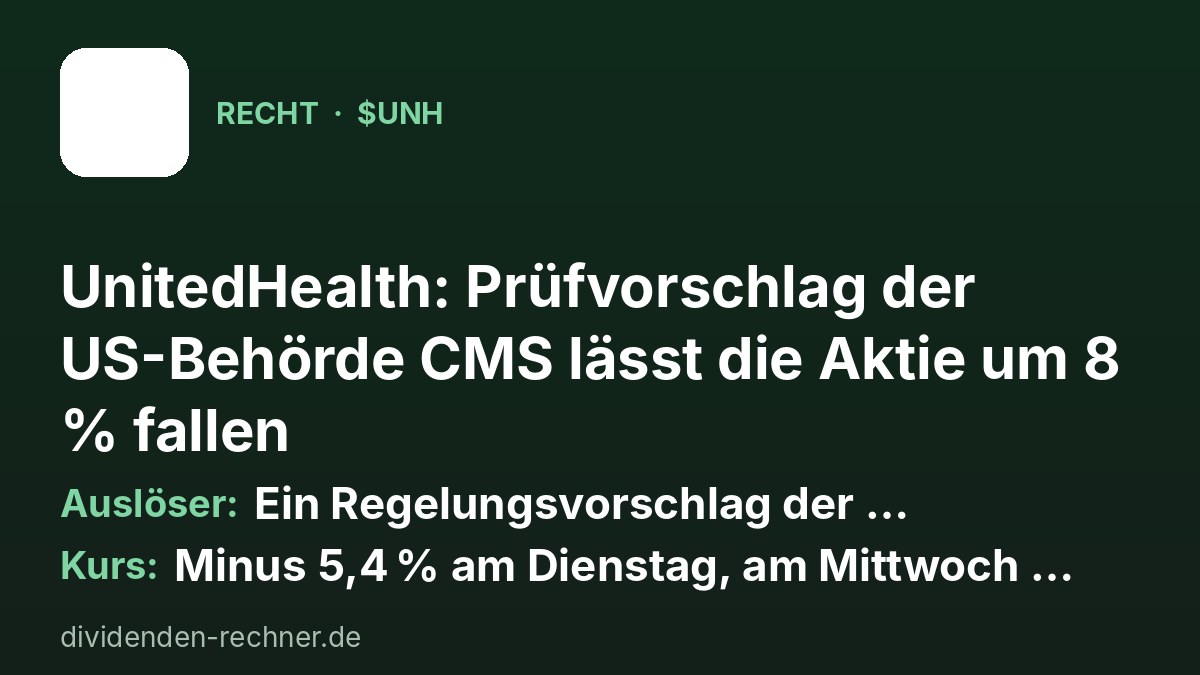 RECHT · $UNH
UnitedHealth: Prüfvorschlag der
US-Behörde CMS lässt die Aktie um 8
% fallen
Auslöser: Ein Regelungsvorschlag der …
Kurs: Minus 5,4 % am Dienstag, am Mittwoch …
dividenden-rechner.de